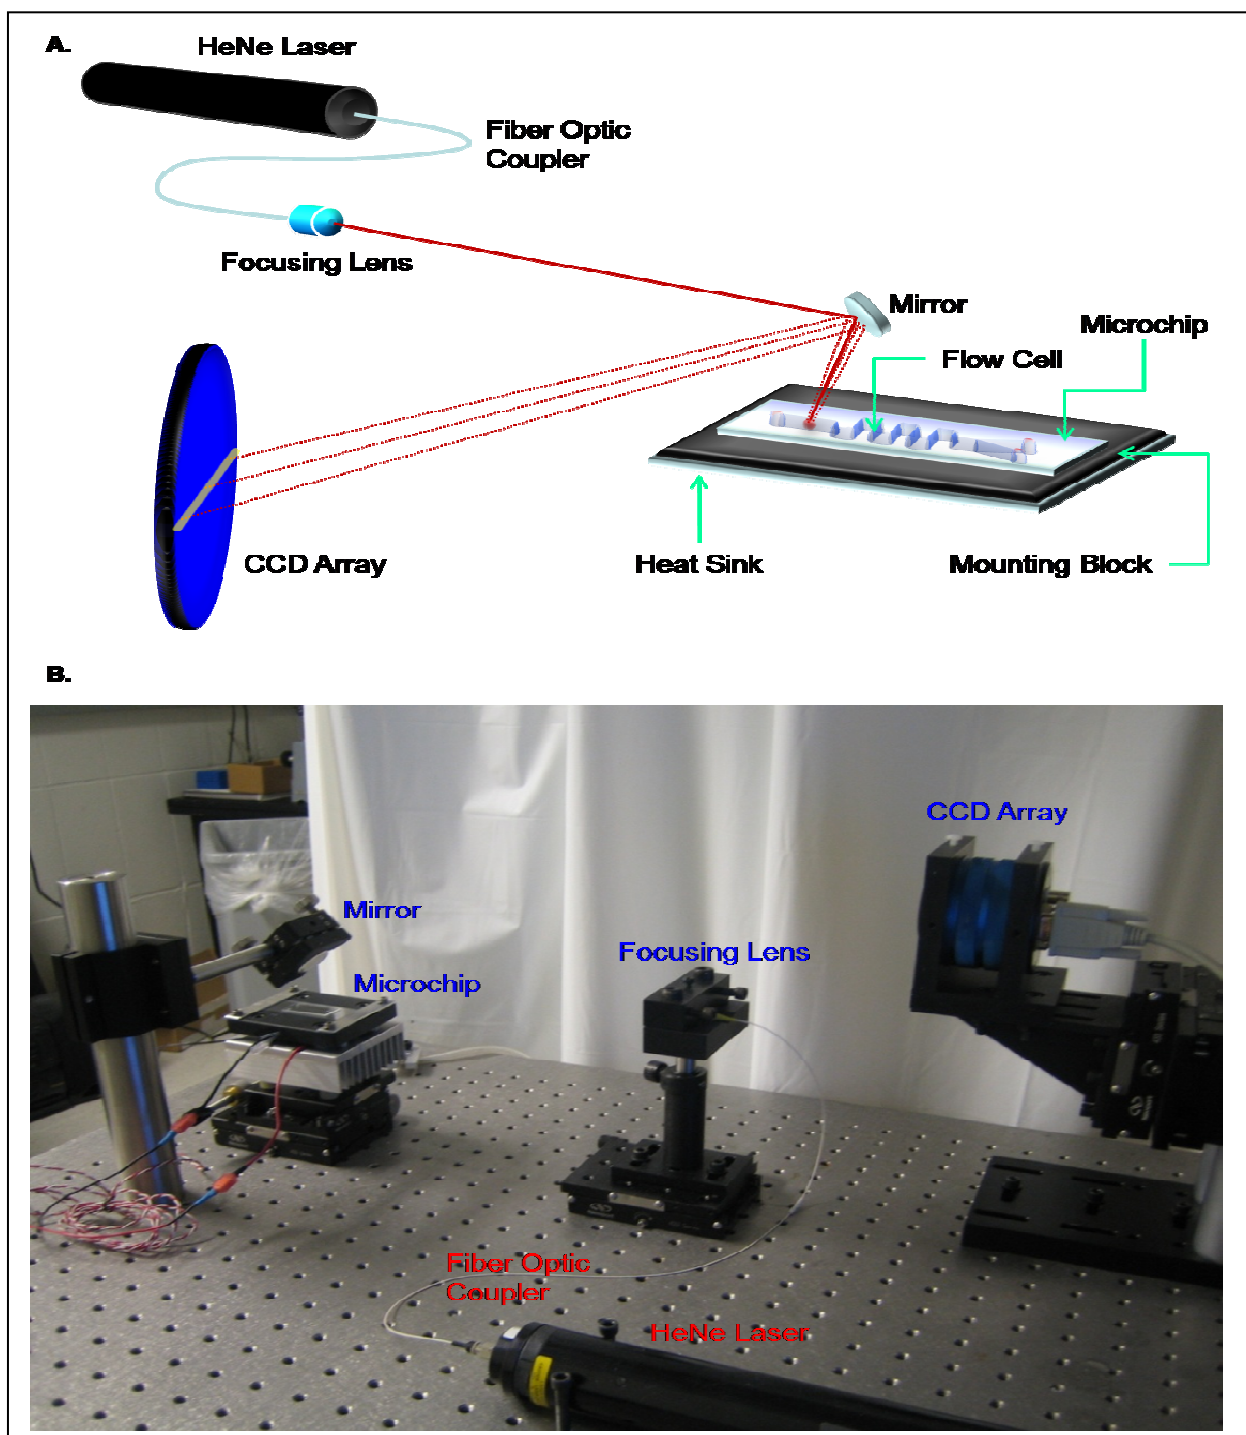 A.
HeNe Laser
Fiber Optic
Coupler
Focusing Lens
Mirror
Microchip
Flow Cell
CCD Array
Heat Sink
Mounting Block
B.
CCD Array
Mirror
Focusing Lens
Microchip
Fiber Optic
Coupler
HeNe Laser